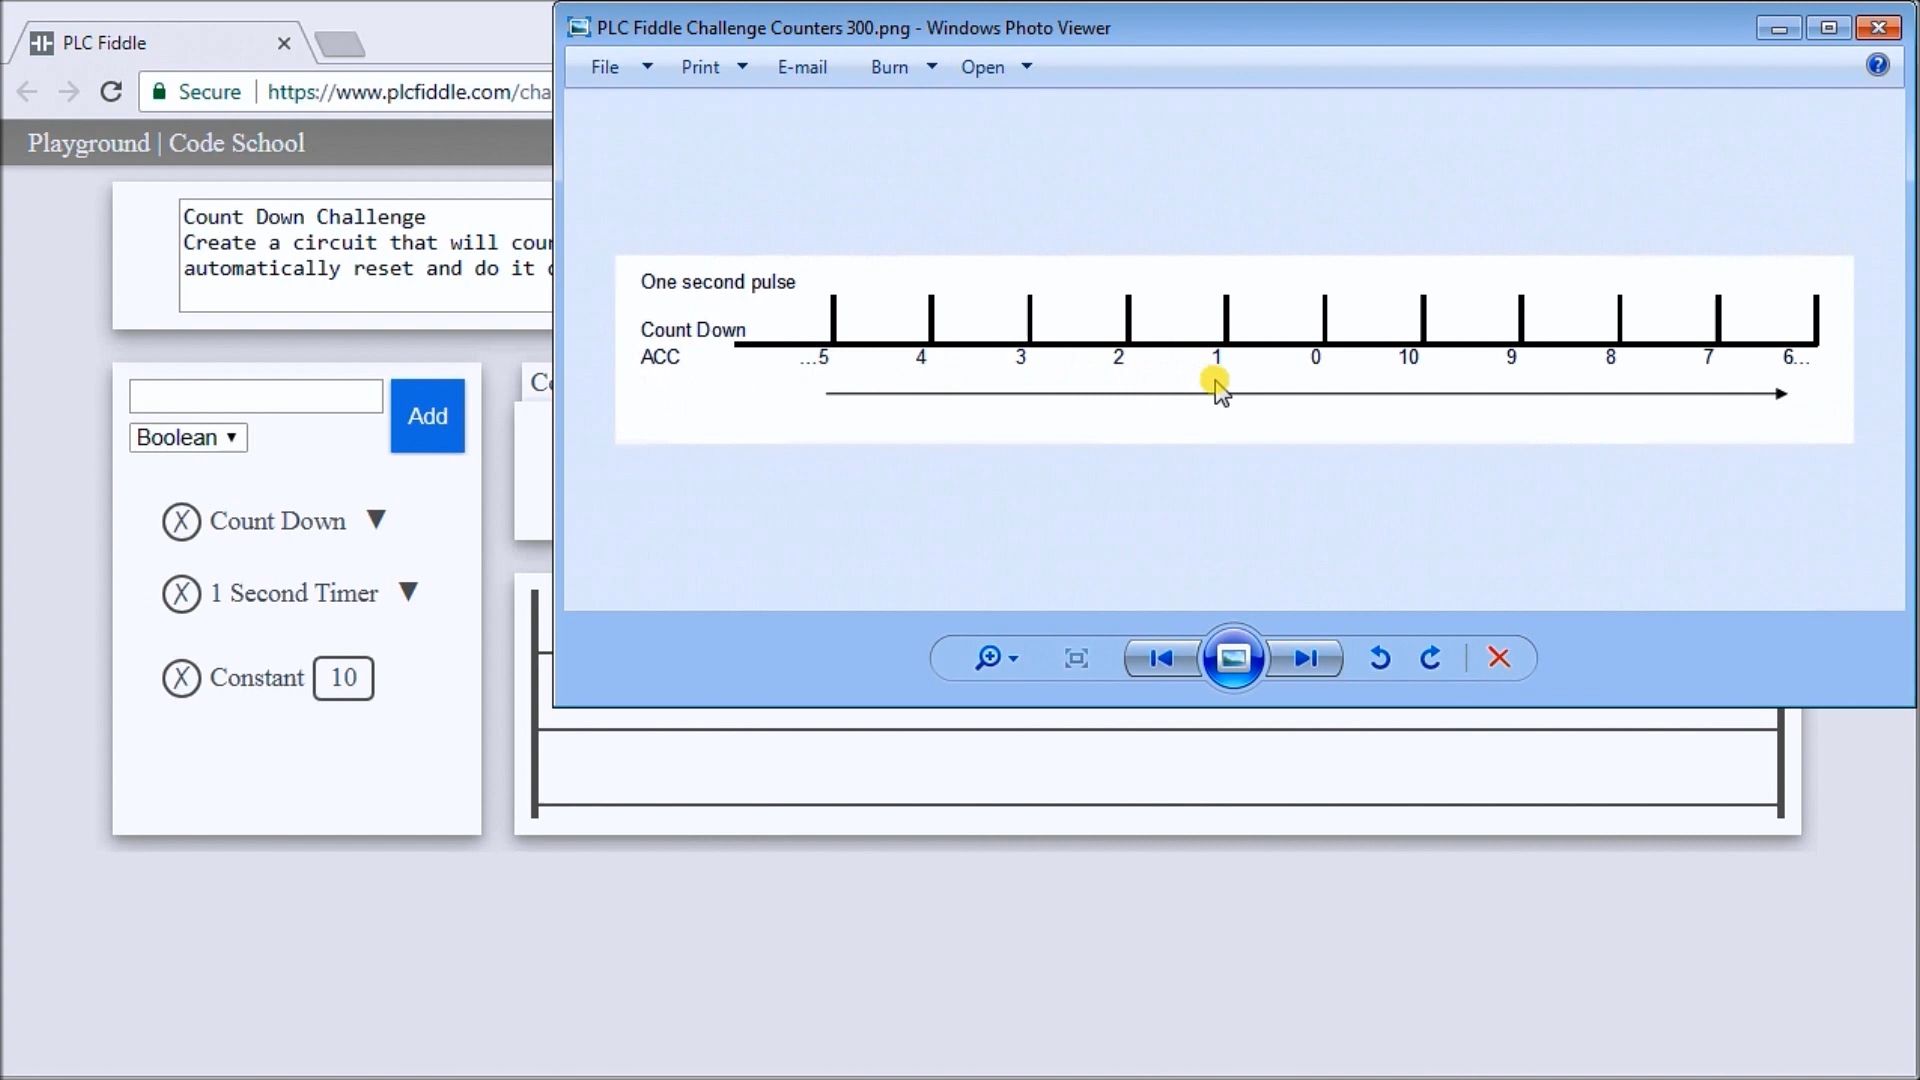 PLC Fiddle
Secure
https://www.plcfiddle.com/cha
Playground | Code School
Count Down Challenge
Create a circuit that will cour
automatically reset and do it
Boolean
Add
Count Down
1 Second Timer
Constant 10
PLC Fiddle Challenge Counters 300.png - Windows Photo Viewer
File Print E-mail Burn Open
One second pulse
Count Down
ACC ...5 4 3 2 1 0 10 9 8 7 6...